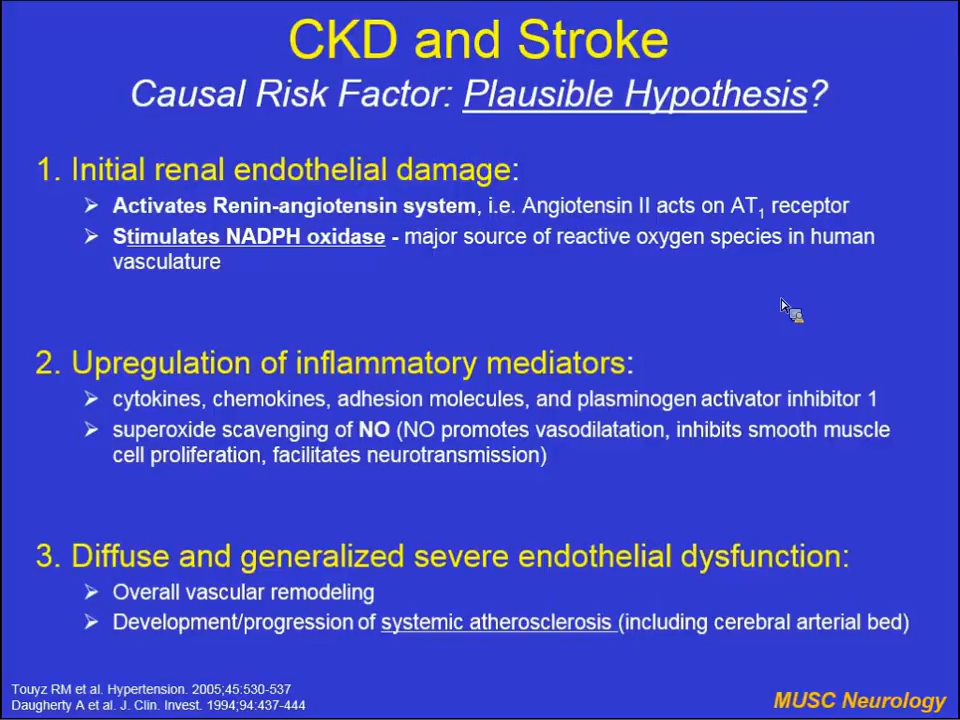 CKD and Stroke
Causal Risk Factor: Plausible Hypothesis?
1. Initial renal endothelial damage:
➢ Activates Renin-angiotensin system, i.e. Angiotensin II acts on AT1 receptor
➢ Stimulates NADPH oxidase - major source of reactive oxygen species in human
vasculature
2. Upregulation of inflammatory mediators:
➢ cytokines, chemokines, adhesion molecules, and plasminogen activator inhibitor 1
➢ superoxide scavenging of NO (NO promotes vasodilatation, inhibits smooth muscle
cell proliferation, facilitates neurotransmission)
3. Diffuse and generalized severe endothelial dysfunction:
➢ Overall vascular remodeling
➢ Development/progression of systemic atherosclerosis (including cerebral arterial bed)
Touyz RM et al. Hypertension. 2005;45:530-537
Daugherty A et al. J. Clin. Invest. 1994;94:437-444
MUSC Neurology